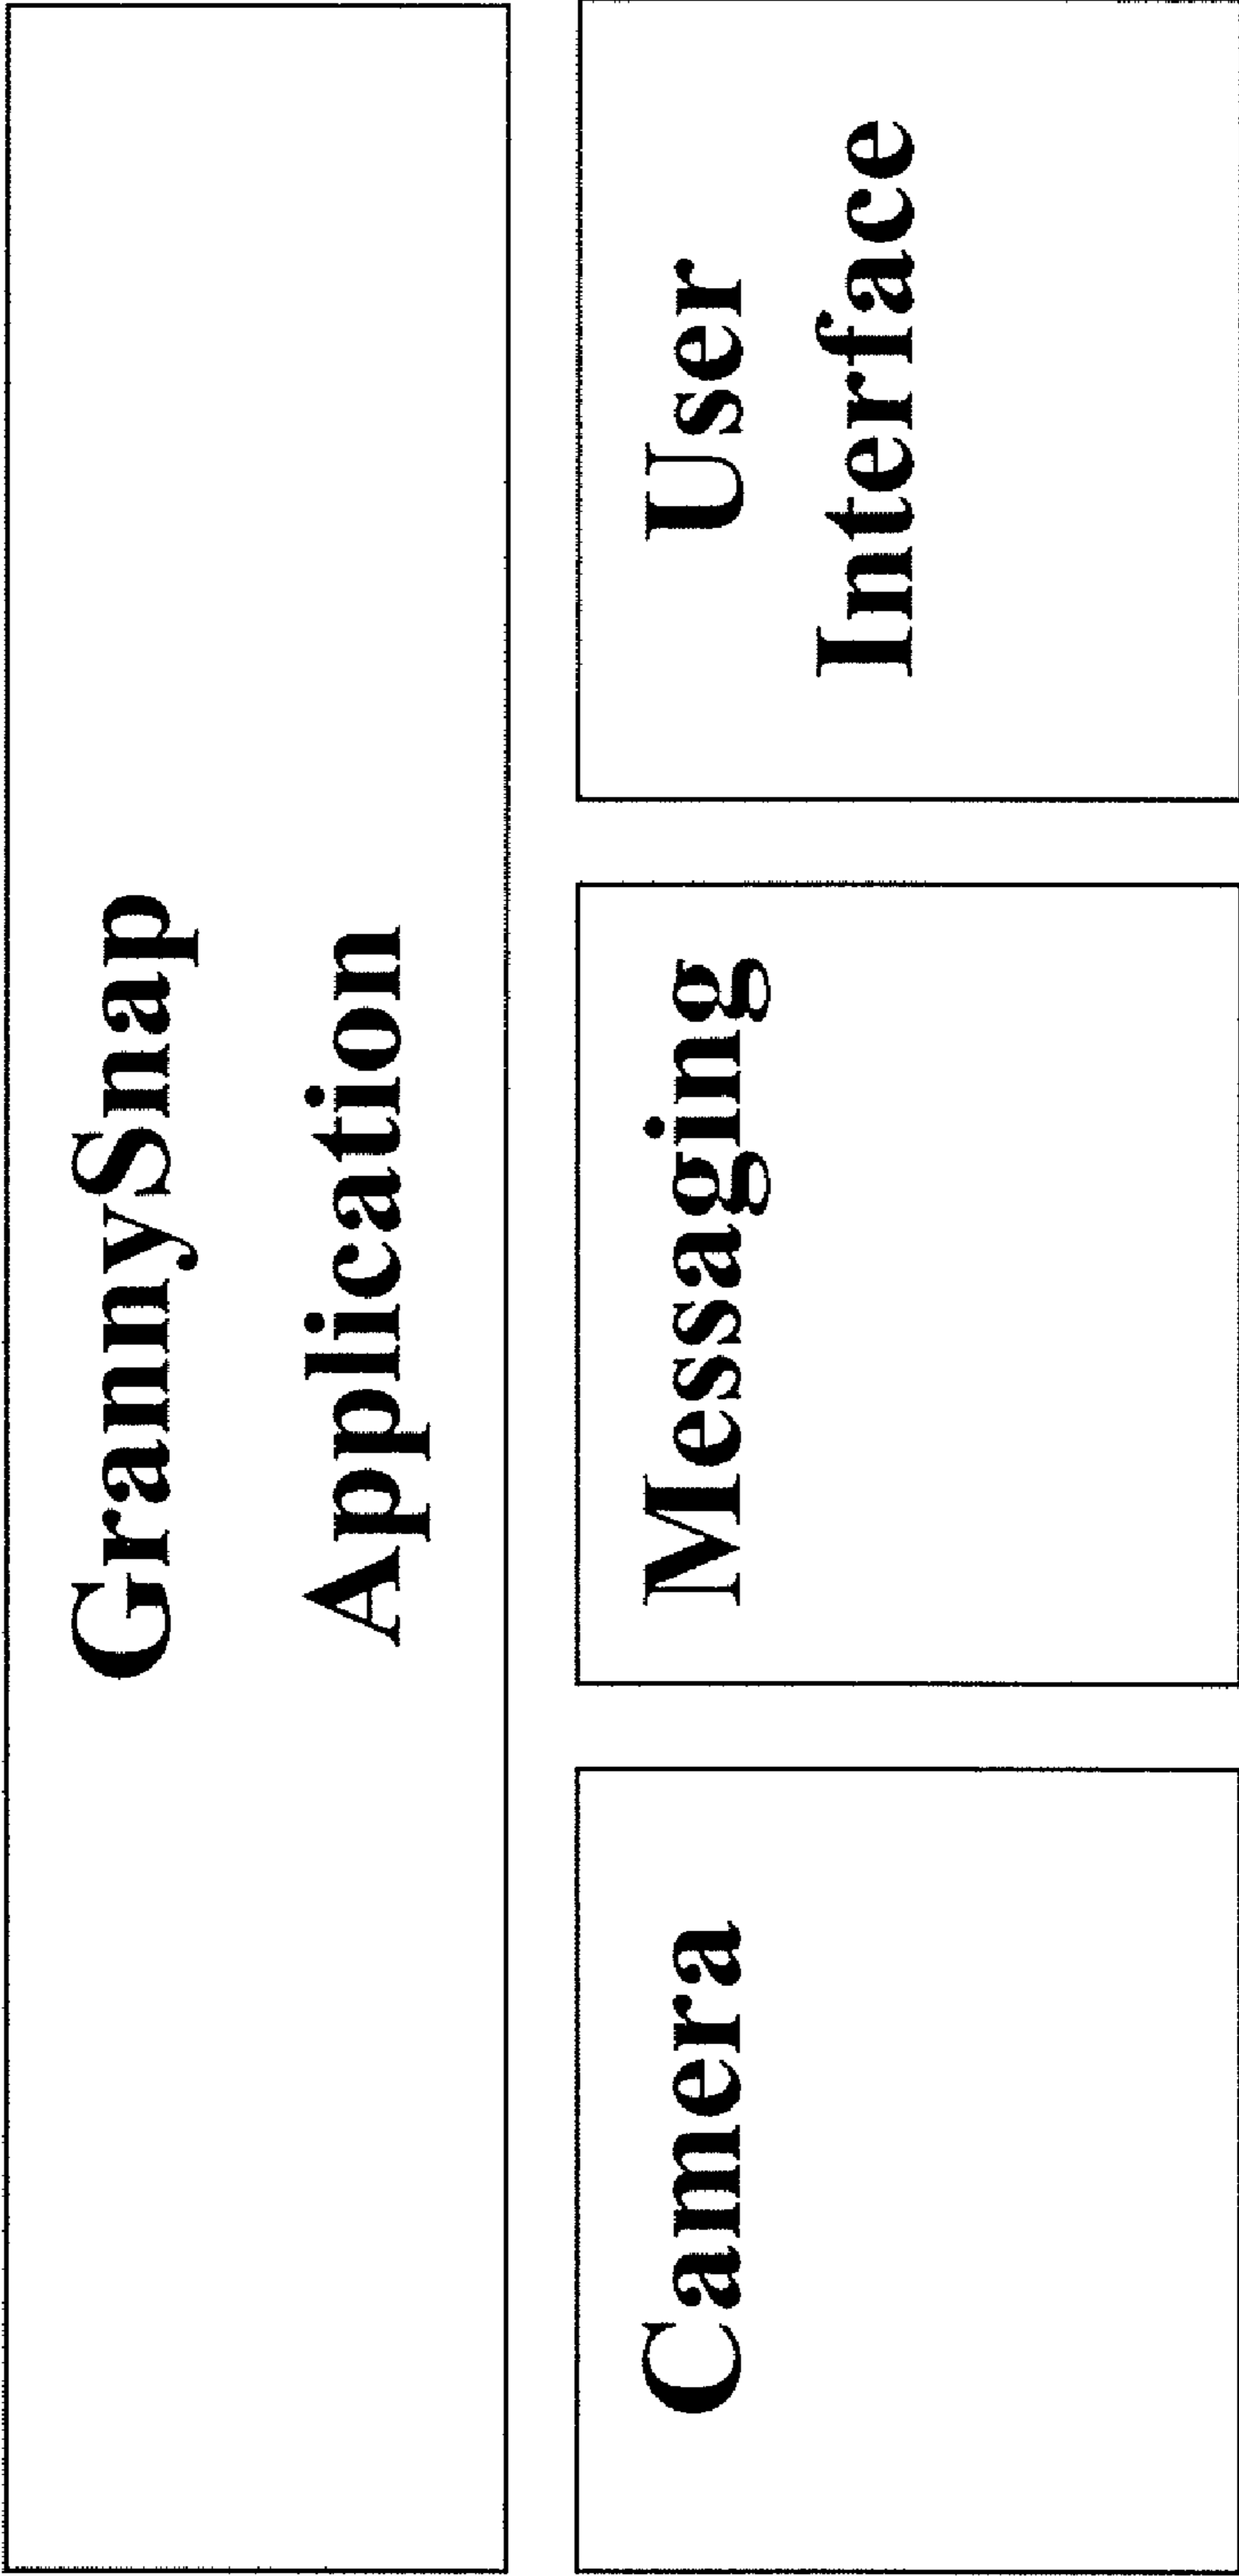 GrannySnap
Application
Camera
Messaging
User
Interface